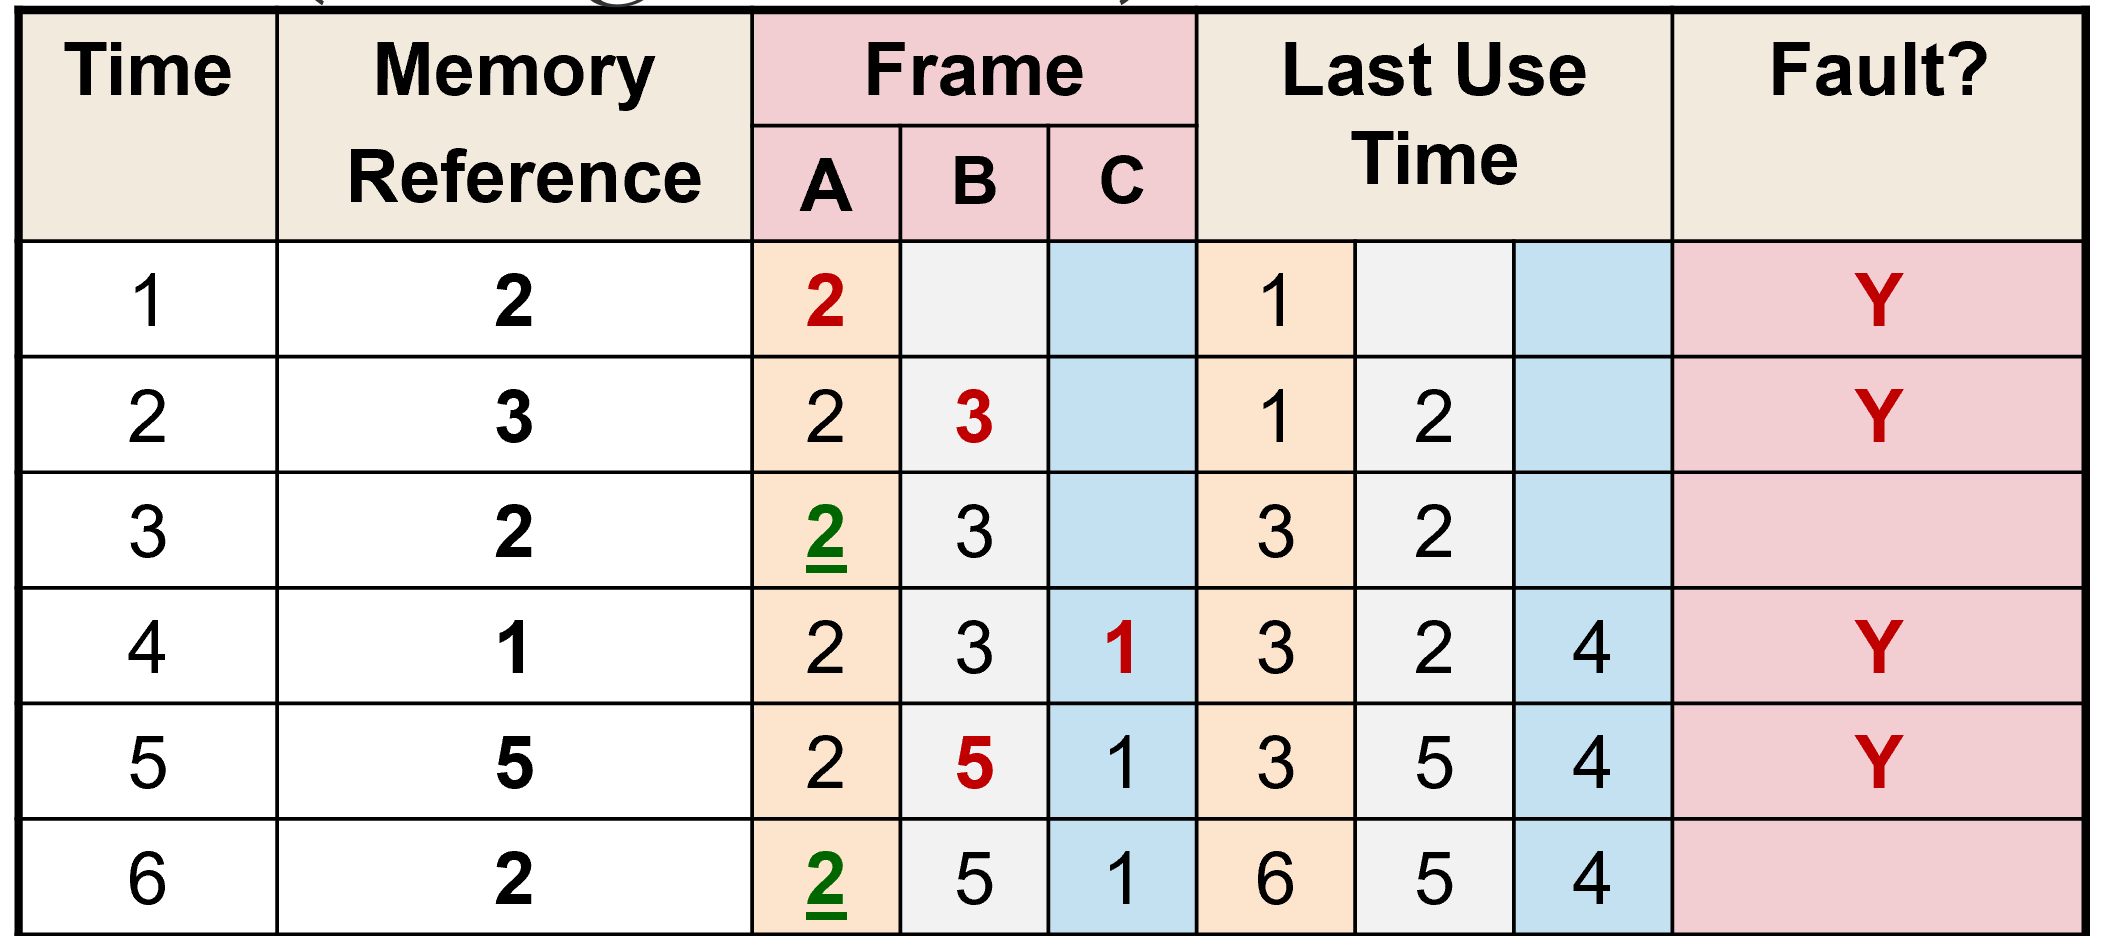 Time Memory Frame Last Use Fault?
Reference A B C Time
1 2 2 1 Y
2 3 2 3 1 2 Y
3 2 2 3 3 2
4 1 2 3 1 3 2 4 Y
5 5 2 5 1 3 5 4 Y
6 2 2 5 1 6 5 4